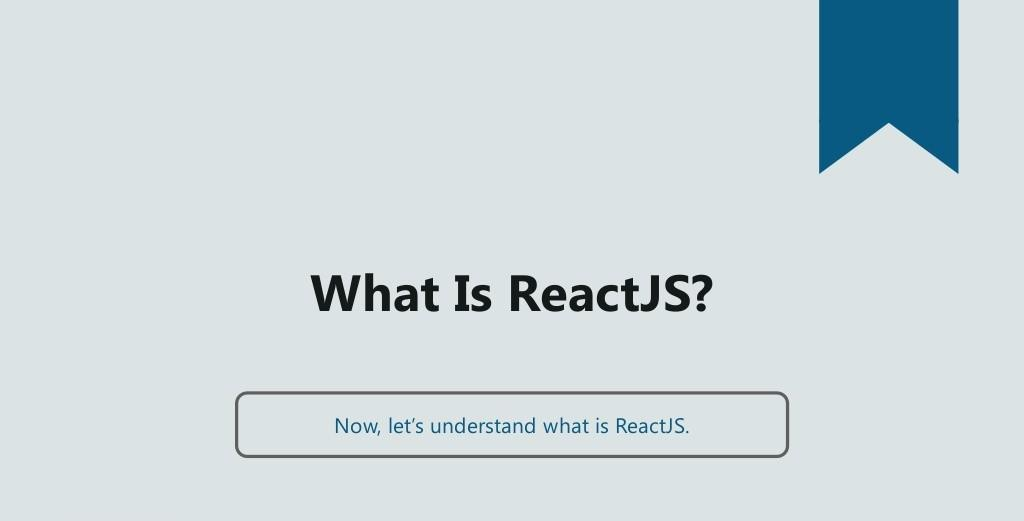 What Is ReactJS?
Now, let’s understand what is ReactJS.